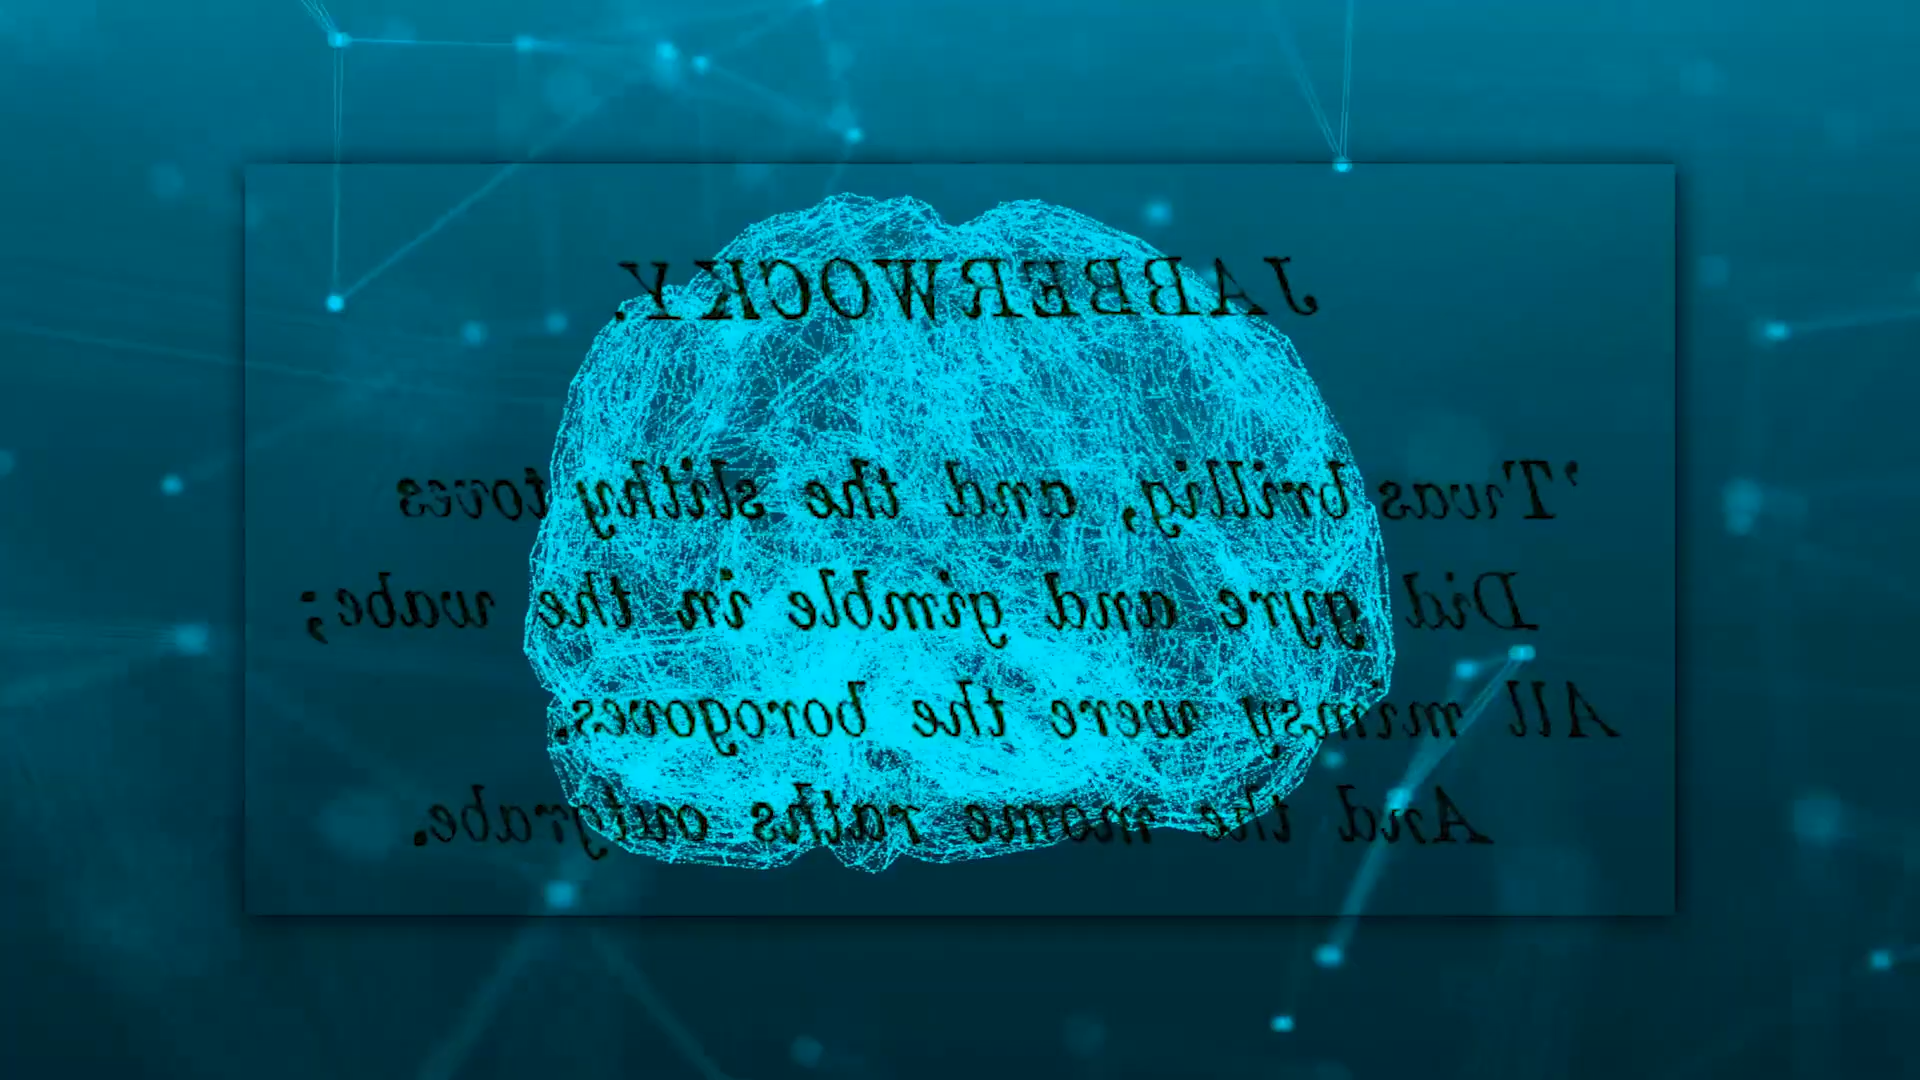 JABBERWOCKY.
’Twas brillig, and the slithy toves
Did gyre and gimble in the wabe;
All mimsy were the borogoves,
And the mome raths outgrabe.